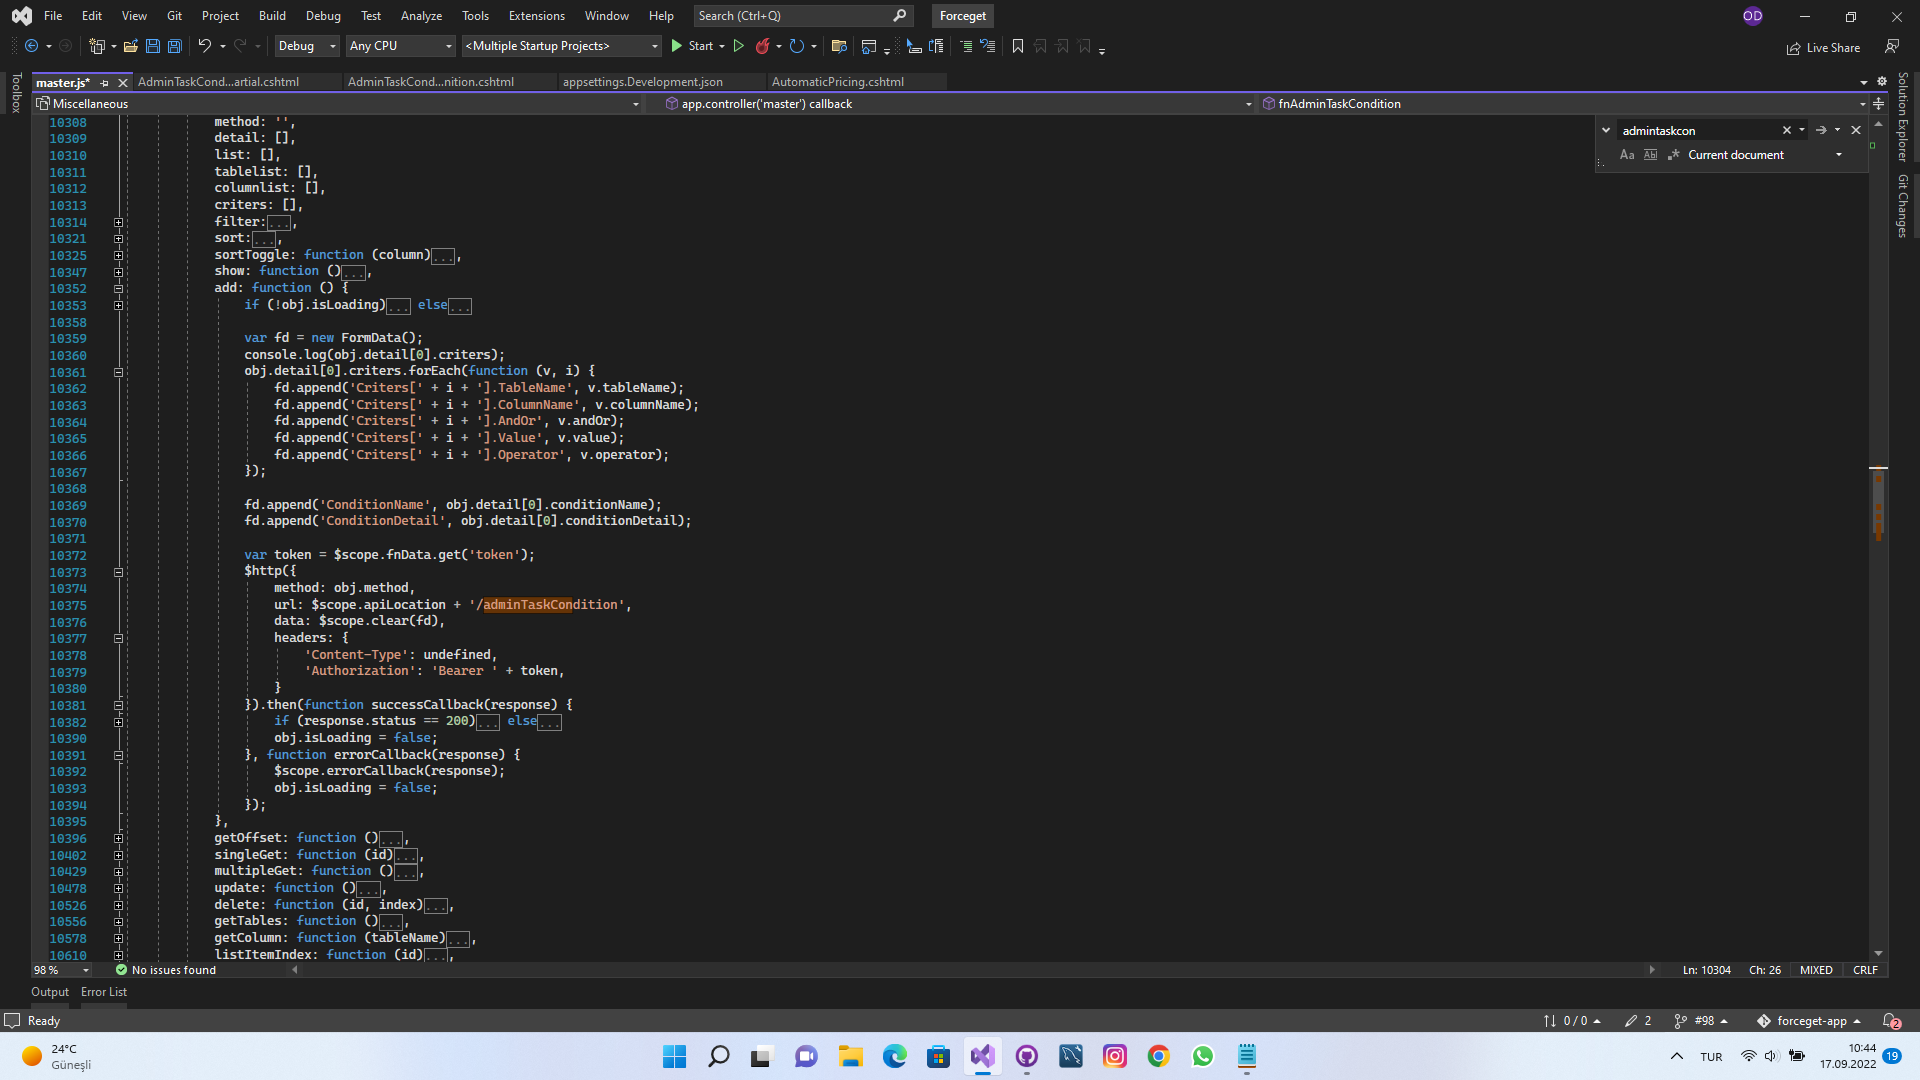 File Edit View Git Project Build Debug Test Analyze Tools Extensions Window Help Search (Ctrl+Q) Forceget OD
Debug Any CPU <Multiple Startup Projects> Start Live Share
master.js* AdminTaskCond...artial.cshtml AdminTaskCond...nition.cshtml appsettings.Development.json AutomaticPricing.cshtml
Toolbox
Miscellaneous app.controller('master') callback fnAdminTaskCondition
admintaskcon
Aa Ab Current document
Solution Explorer
Git Changes
10308 method: '',
10309 detail: [],
10310 list: [],
10311 tablelist: [],
10312 columnlist: [],
10313 criters: [],
10314 filter:...,
10321 sort:...,
10325 sortToggle: function (column)...,
10347 show: function ()...,
10352 add: function () {
10353 if (!obj.isLoading)... else...
10358
10359 var fd = new FormData();
10360 console.log(obj.detail[0].criters);
10361 obj.detail[0].criters.forEach(function (v, i) {
10362 fd.append('Criters[' + i + '].TableName', v.tableName);
10363 fd.append('Criters[' + i + '].ColumnName', v.columnName);
10364 fd.append('Criters[' + i + '].AndOr', v.andOr);
10365 fd.append('Criters[' + i + '].Value', v.value);
10366 fd.append('Criters[' + i + '].Operator', v.operator);
10367 });
10368
10369 fd.append('ConditionName', obj.detail[0].conditionName);
10370 fd.append('ConditionDetail', obj.detail[0].conditionDetail);
10371
10372 var token = $scope.fnData.get('token');
10373 $http({
10374 method: obj.method,
10375 url: $scope.apiLocation + '/adminTaskCondition',
10376 data: $scope.clear(fd),
10377 headers: {
10378 'Content-Type': undefined,
10379 'Authorization': 'Bearer ' + token,
10380 }
10381 }).then(function successCallback(response) {
10382 if (response.status == 200)... else...
10390 obj.isLoading = false;
10391 }, function errorCallback(response) {
10392 $scope.errorCallback(response);
10393 obj.isLoading = false;
10394 });
10395 },
10396 getOffset: function ()...,
10402 singleGet: function (id)...,
10429 multipleGet: function ()...,
10478 update: function ()...,
10526 delete: function (id, index)...,
10556 getTables: function ()...,
10578 getColumn: function (tableName)...,
10610 listItemIndex: function (id)...,
98 % No issues found Ln: 10304 Ch: 26 MIXED CRLF
Output Error List
Ready 0 / 0 2 #98 forceget-app 2
24°C
Güneşli
TUR
10:44
17.09.2022
19